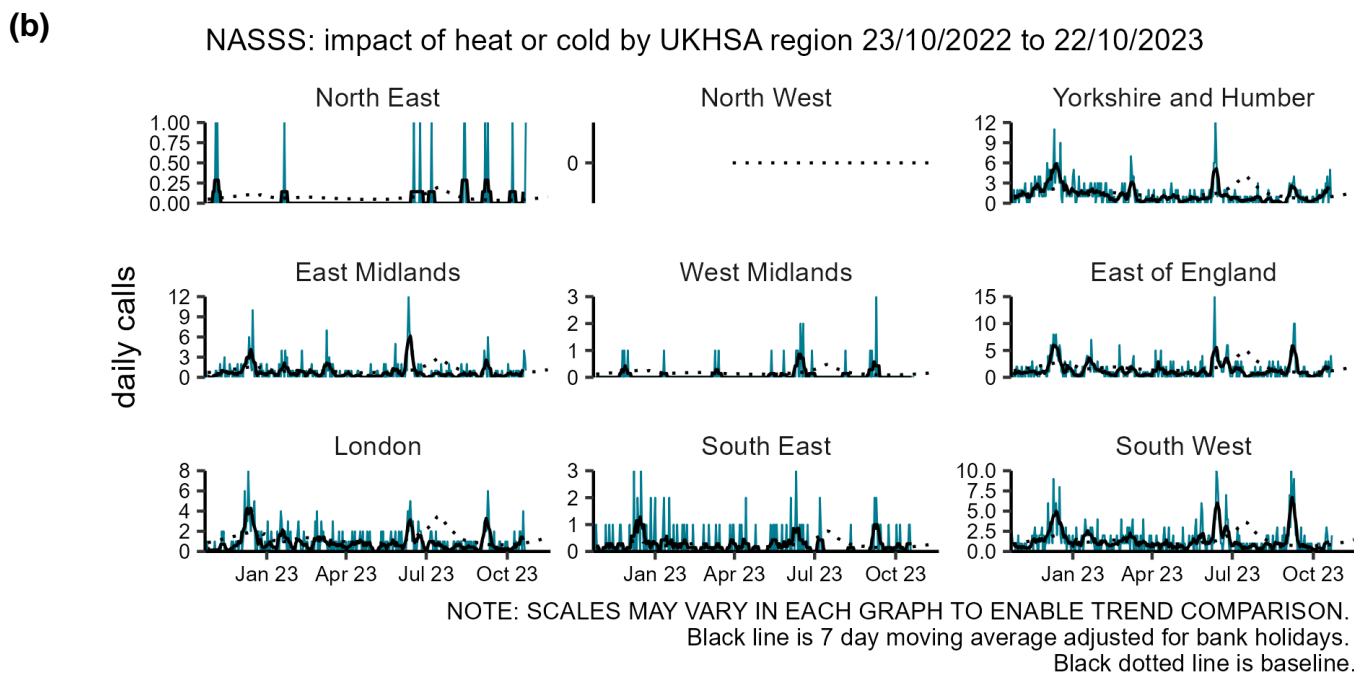 (b)
NASSS: impact of heat or cold by UKHSA region 23/10/2022 to 22/10/2023
daily calls
North East
1.00
0.75
0.50
0.25
0.00
North West
0
Yorkshire and Humber
12
9
6
3
0
East Midlands
12
9
6
3
0
West Midlands
3
2
1
0
East of England
15
10
5
0
London
8
6
4
2
0
Jan 23 Apr 23 Jul 23 Oct 23
South East
3
2
1
0
Jan 23 Apr 23 Jul 23 Oct 23
South West
10.0
7.5
5.0
2.5
0.0
Jan 23 Apr 23 Jul 23 Oct 23
NOTE: SCALES MAY VARY IN EACH GRAPH TO ENABLE TREND COMPARISON.
Black line is 7 day moving average adjusted for bank holidays.
Black dotted line is baseline.